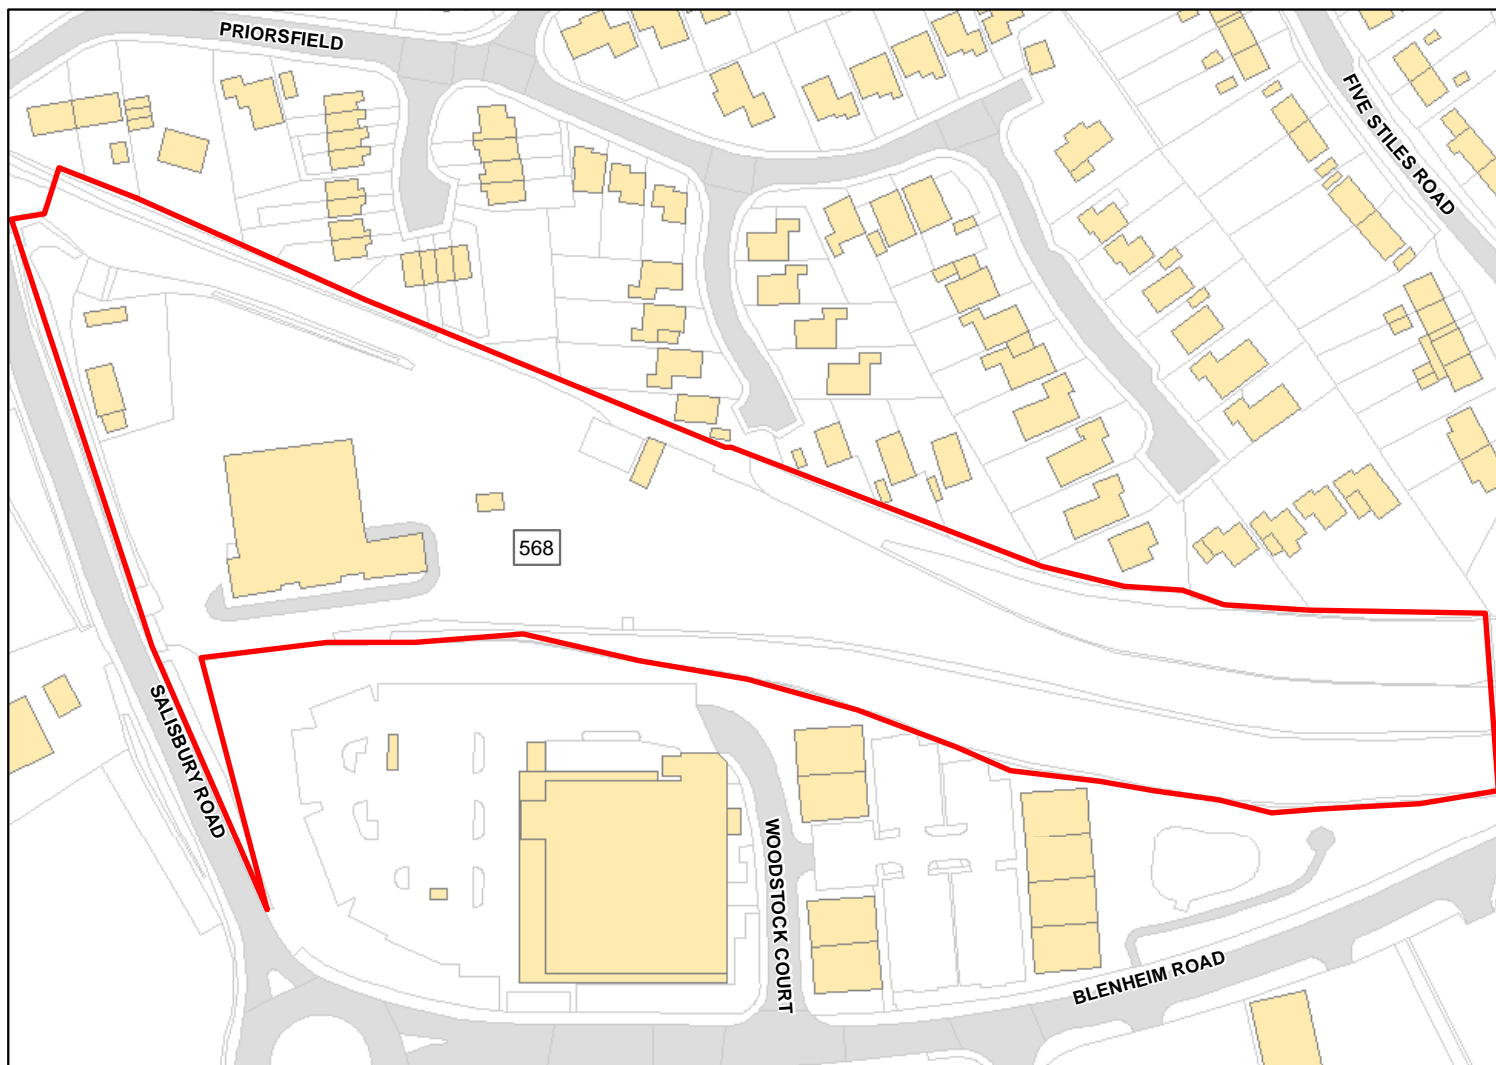 PRIORSFIELD
FIVE STILES ROAD
568
SALISBURY ROAD
WOODSTOCK COURT
BLENHEIM ROAD